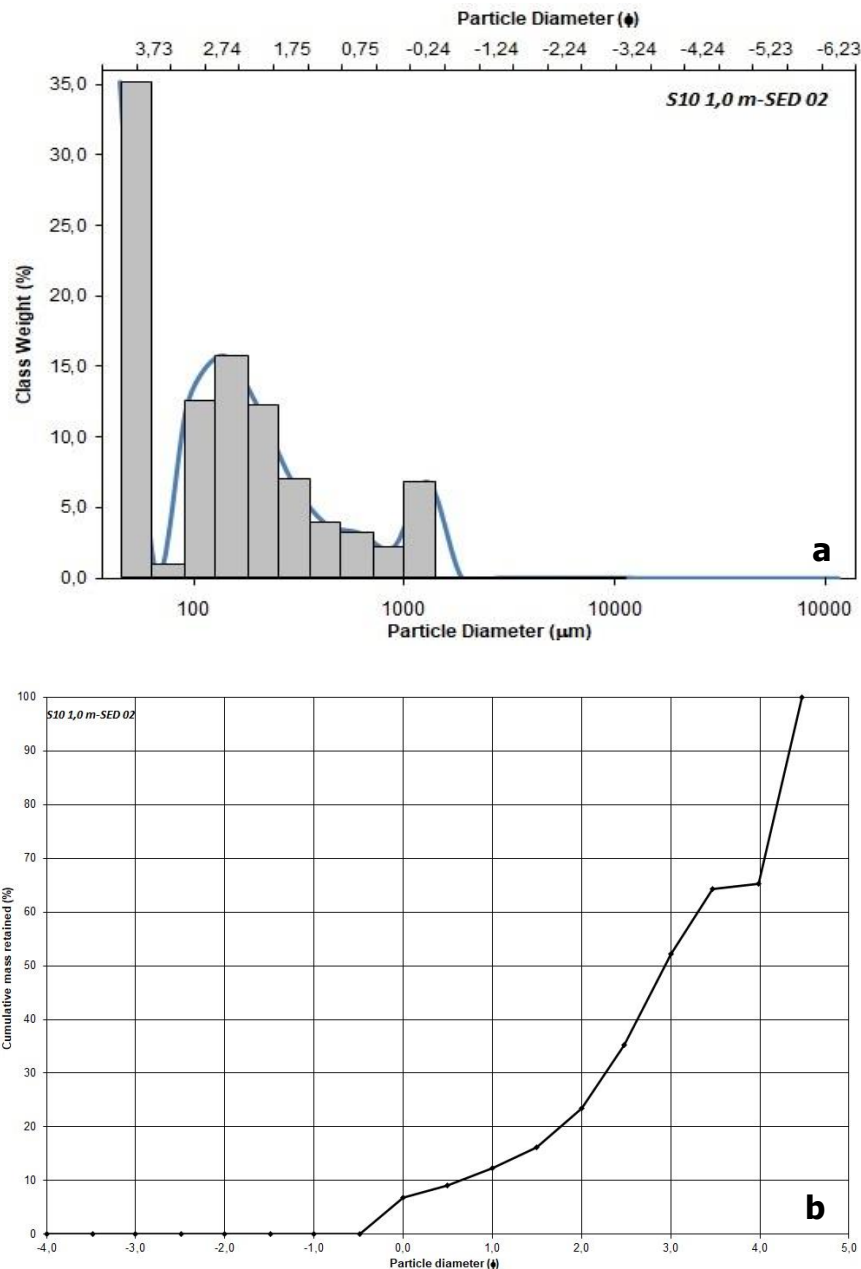 Particle Diameter (ϕ)
3,73 2,74 1,75 0,75 -0,24 -1,24 -2,24 -3,24 -4,24 -5,23 -6,23
35,0
S10 1,0 m-SED 02
30,0
25,0
20,0
15,0
10,0
5,0
0,0
Class Weight (%)
a
100 1000 10000 10000
Particle Diameter (μm)
100
S10 1,0 m-SED 02
90
80
70
60
50
40
30
20
10
0
Cumulative mass retained (%)
b
-4,0 -3,0 -2,0 -1,0 0,0 1,0 2,0 3,0 4,0 5,0
Particle diameter (ϕ)